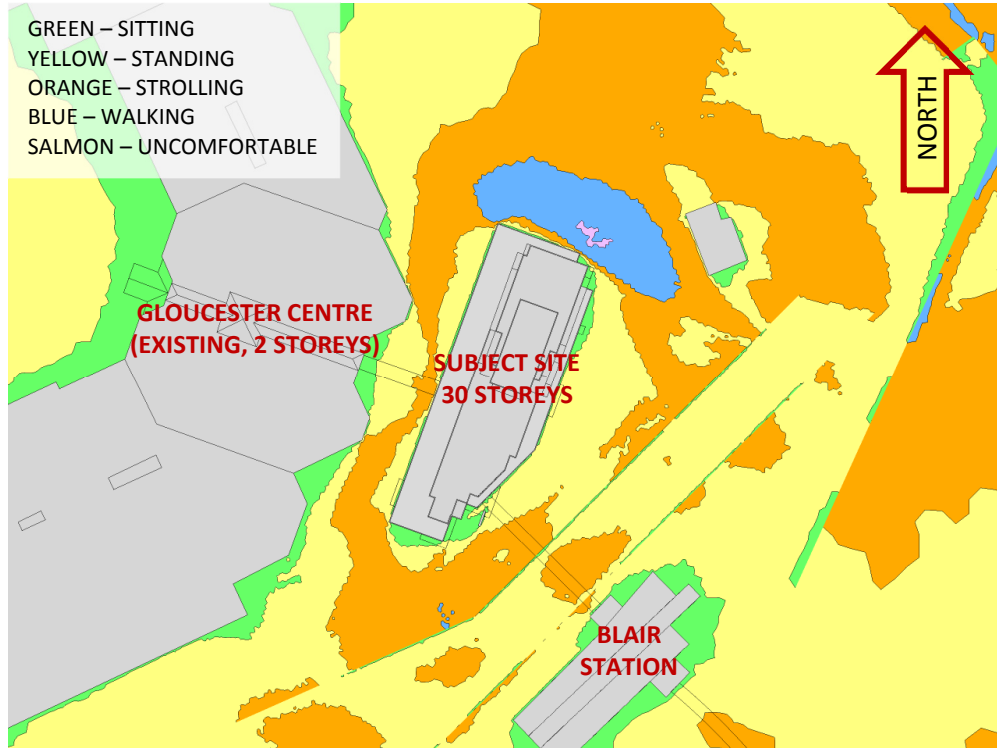 GREEN – SITTING
YELLOW – STANDING
ORANGE – STROLLING
BLUE – WALKING
SALMON – UNCOMFORTABLE
NORTH
GLOUCESTER CENTRE
(EXISTING, 2 STOREYS)
SUBJECT SITE
30 STOREYS
BLAIR
STATION